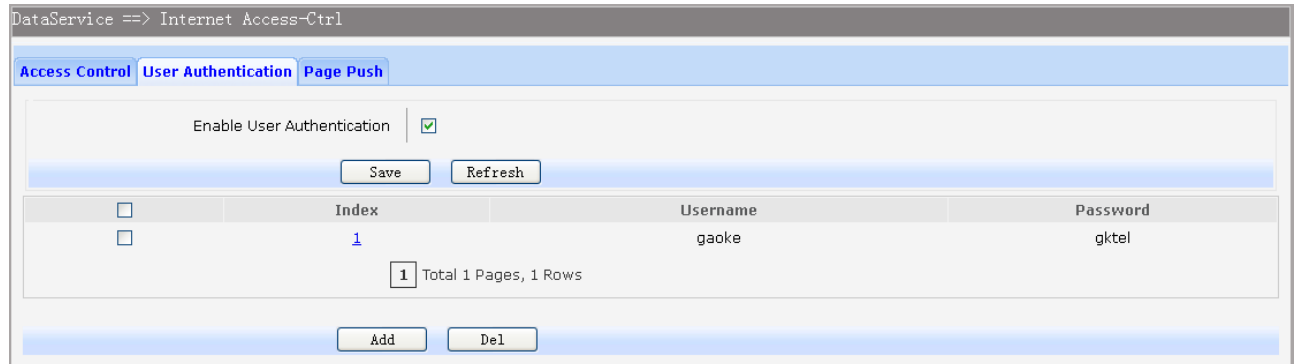 DataService ==> Internet Access-Ctrl
Access Control User Authentication Page Push
Enable User Authentication
Save Refresh
Index Username Password
1 gaoke gktel
1 Total 1 Pages, 1 Rows
Add Del